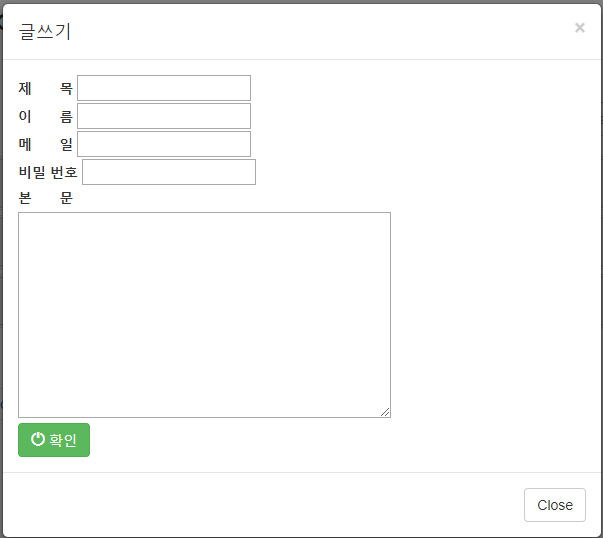 글쓰기 ×
제 목
이 름
메 일
비밀 번호
본 문
확인
Close